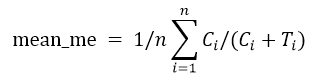 mean_me = 1/n ∑_{i=1}^{n} C_i/(C_i + T_i)